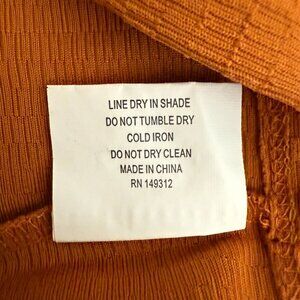 LINE DRY IN SHADE
DO NOT TUMBLE DRY
COLD IRON
DO NOT DRY CLEAN
MADE IN CHINA
RN 149312